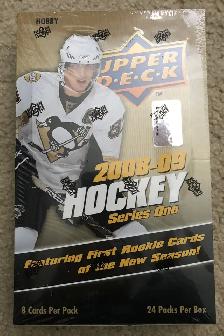 HOBBY
UPPER
DECK
2008-09
HOCKEY
Series One
Featuring First Rookie Cards
of the New Season!
8 Cards Per Pack
24 Packs Per Box